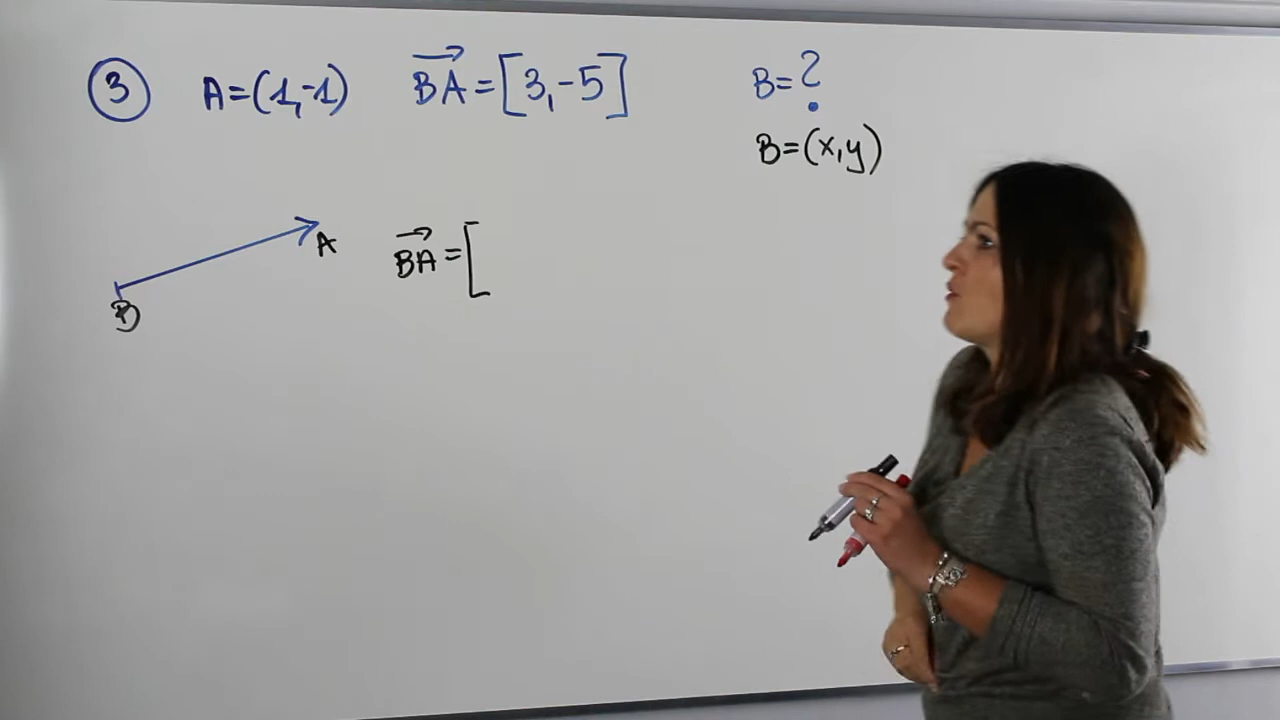 3 A=(1,-1) BA=[3,-5] B=?
B=(x,y)
A BA=[
B